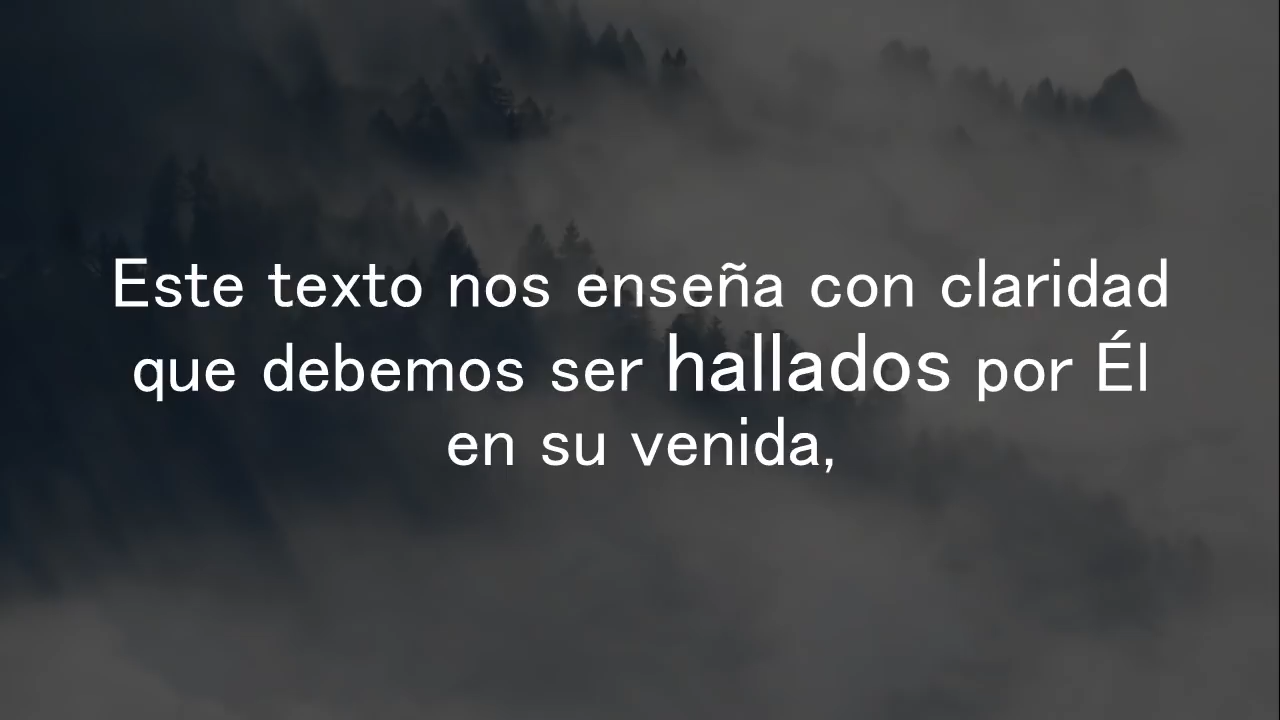 Este texto nos enseña con claridad
que debemos ser hallados por Él
en su venida,